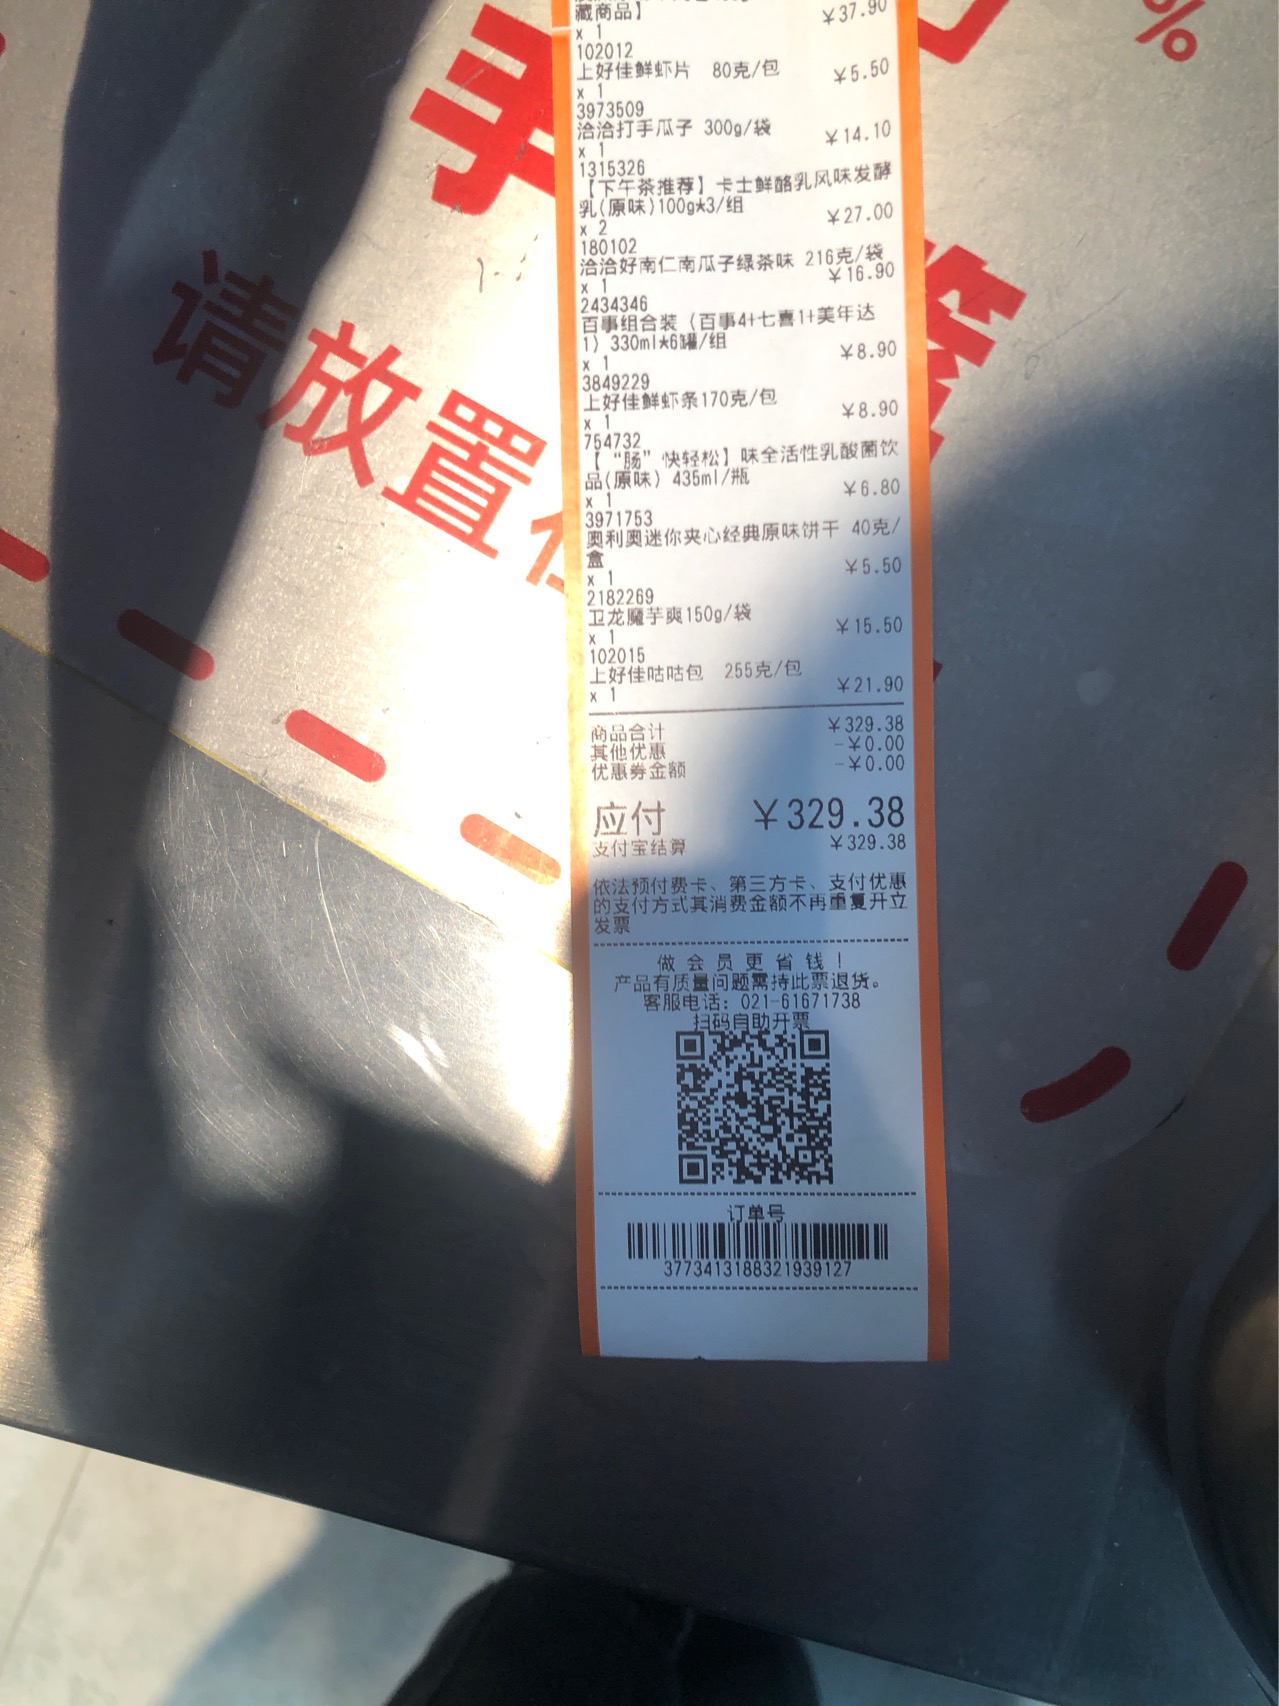 藏商品】
￥37.90
x 1
102012
上好佳鲜虾片 80克/包
￥5.50
x 1
3973509
洽洽打手瓜子 300g/袋
￥14.10
x 1
1315326
【下午茶推荐】卡士鲜酪乳风味发酵
乳(原味)100g*3/组
￥27.00
x 2
180102
洽洽好南仁南瓜子绿茶味 216克/袋
￥16.90
x 1
2434346
百事组合装（百事4+七喜1+美年达
1）330ml*6罐/组
￥8.90
x 1
3849229
上好佳鲜虾条170克/包
￥8.90
x 1
754732
【“肠”快轻松】味全活性乳酸菌饮
品(原味) 435ml/瓶
￥6.80
x 1
3971753
奥利奥迷你夹心经典原味饼干 40克/
盒
￥5.50
x 1
2182269
卫龙魔芋爽150g/袋
￥15.50
x 1
102015
上好佳咕咕包 255克/包
￥21.90
x 1
商品合计 ￥329.38
其他优惠 -￥0.00
优惠券金额 -￥0.00
应付 ￥329.38
支付宝结算 ￥329.38
依法预付费卡、第三方卡、支付优惠
的支付方式其消费金额不再重复开立
发票
做会员更省钱！
产品有质量问题需持此票退货。
客服电话：021-61671738
扫码自助开票
订单号
3773413188321939127
手
%
请放置在